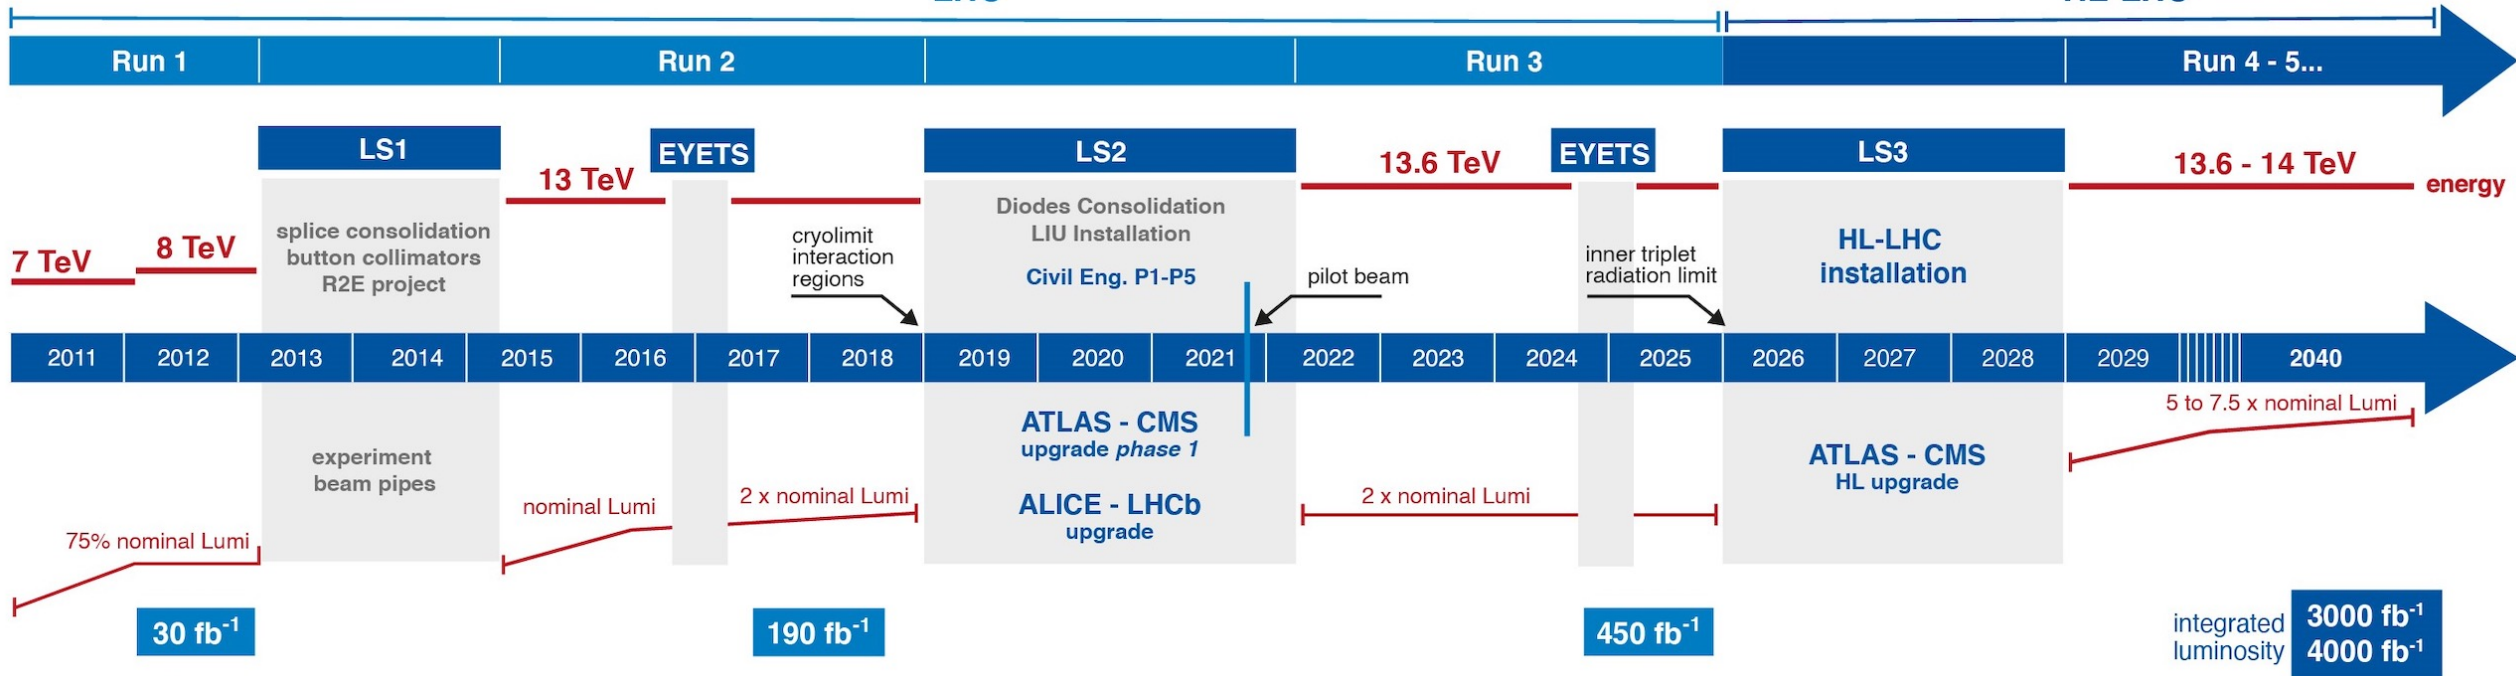 Run 1
Run 2
Run 3
Run 4 - 5...
LS1
EYETS
LS2
EYETS
LS3
7 TeV
8 TeV
13 TeV
13.6 TeV
13.6 - 14 TeV
energy
splice consolidation
button collimators
R2E project
cryolimit
interaction
regions
Diodes Consolidation
LIU Installation
Civil Eng. P1-P5
pilot beam
inner triplet
radiation limit
HL-LHC
installation
2011
2012
2013
2014
2015
2016
2017
2018
2019
2020
2021
2022
2023
2024
2025
2026
2027
2028
2029
2040
experiment
beam pipes
ATLAS - CMS
upgrade phase 1
ALICE - LHCb
upgrade
ATLAS - CMS
HL upgrade
75% nominal Lumi
nominal Lumi
2 x nominal Lumi
2 x nominal Lumi
5 to 7.5 x nominal Lumi
30 fb⁻¹
190 fb⁻¹
450 fb⁻¹
integrated
luminosity
3000 fb⁻¹
4000 fb⁻¹